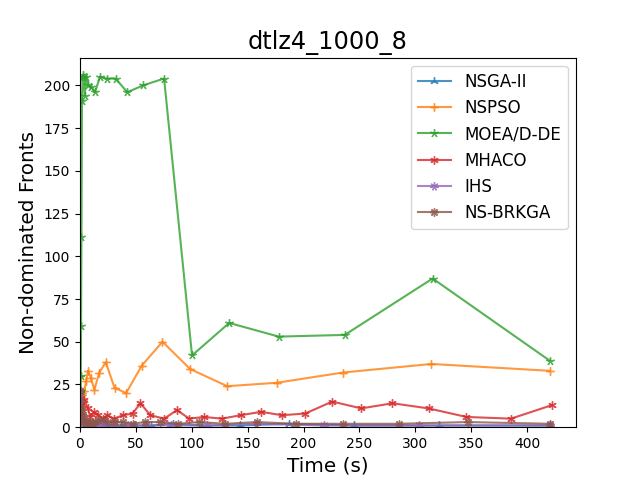 dtlz4_1000_8
Non-dominated Fronts
200
175
150
125
100
75
50
25
0
0 50 100 150 200 250 300 350 400
Time (s)
NSGA-II
NSPSO
MOEA/D-DE
MHACO
IHS
NS-BRKGA